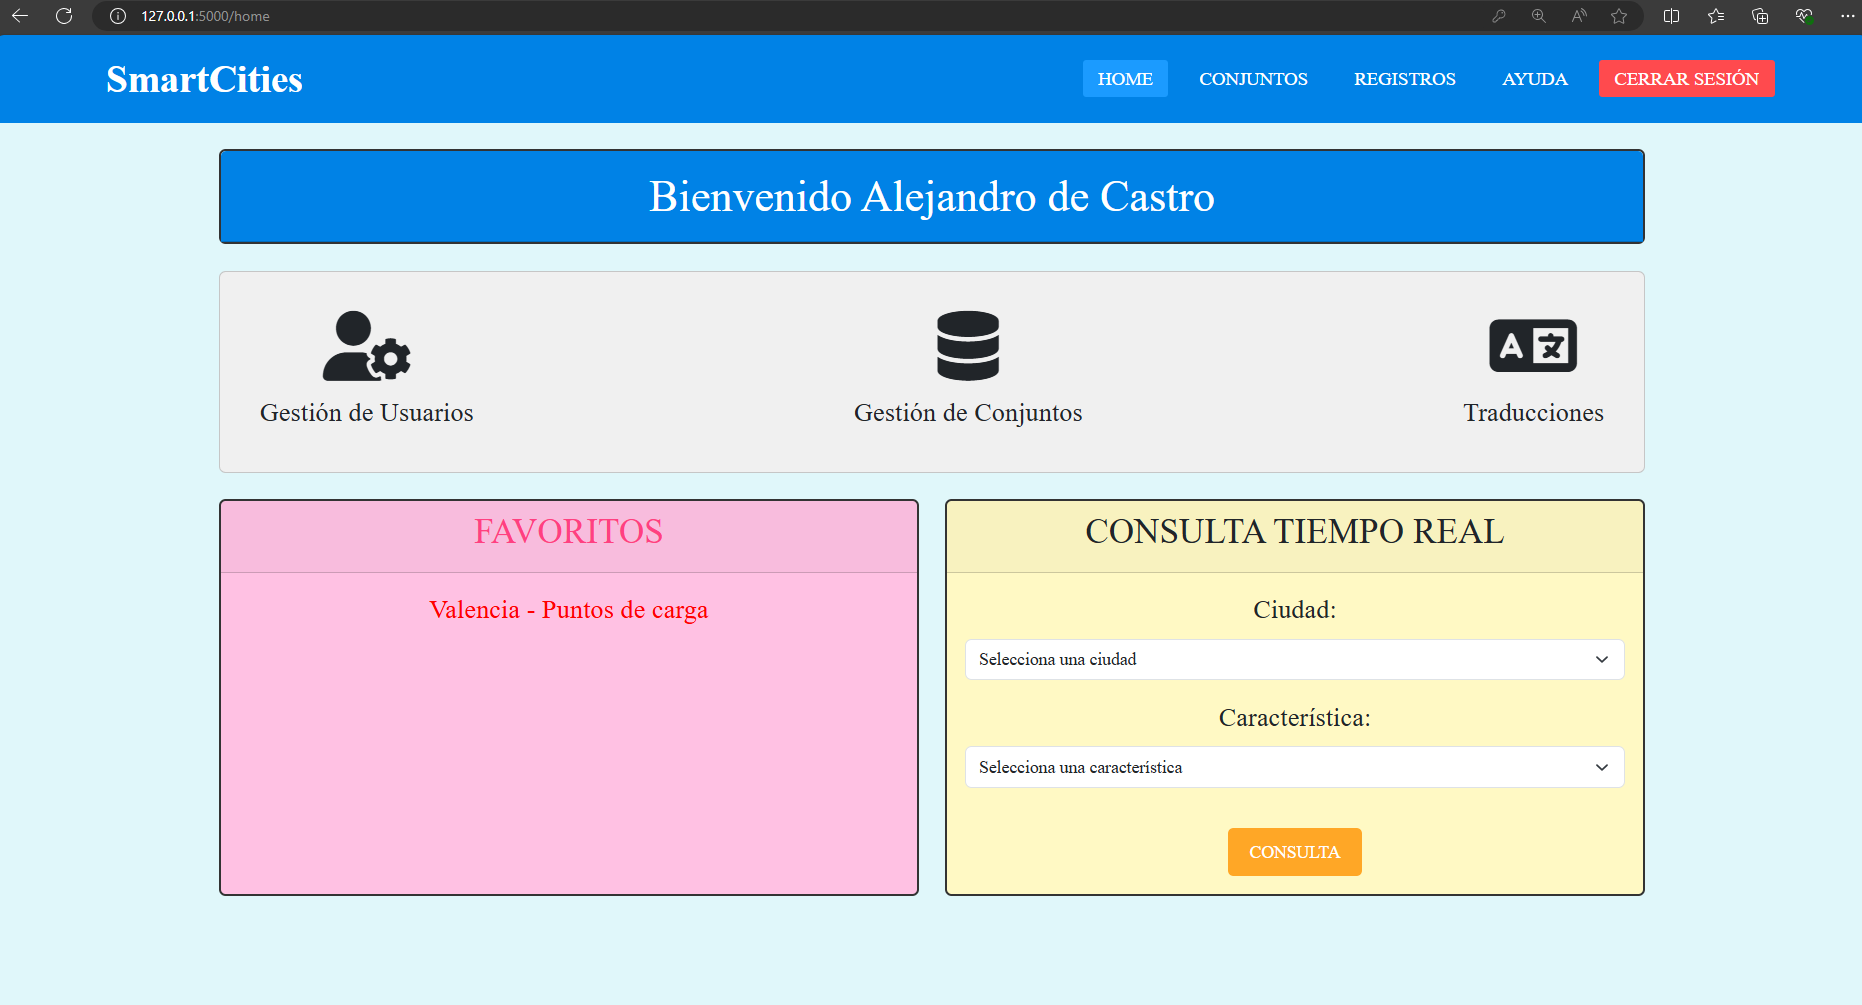 127.0.0.1:5000/home
SmartCities
HOME
CONJUNTOS
REGISTROS
AYUDA
CERRAR SESIÓN
Bienvenido Alejandro de Castro
A 文
Gestión de Usuarios
Gestión de Conjuntos
Traducciones
FAVORITOS
Valencia - Puntos de carga
CONSULTA TIEMPO REAL
Ciudad:
Selecciona una ciudad
Característica:
Selecciona una característica
CONSULTA